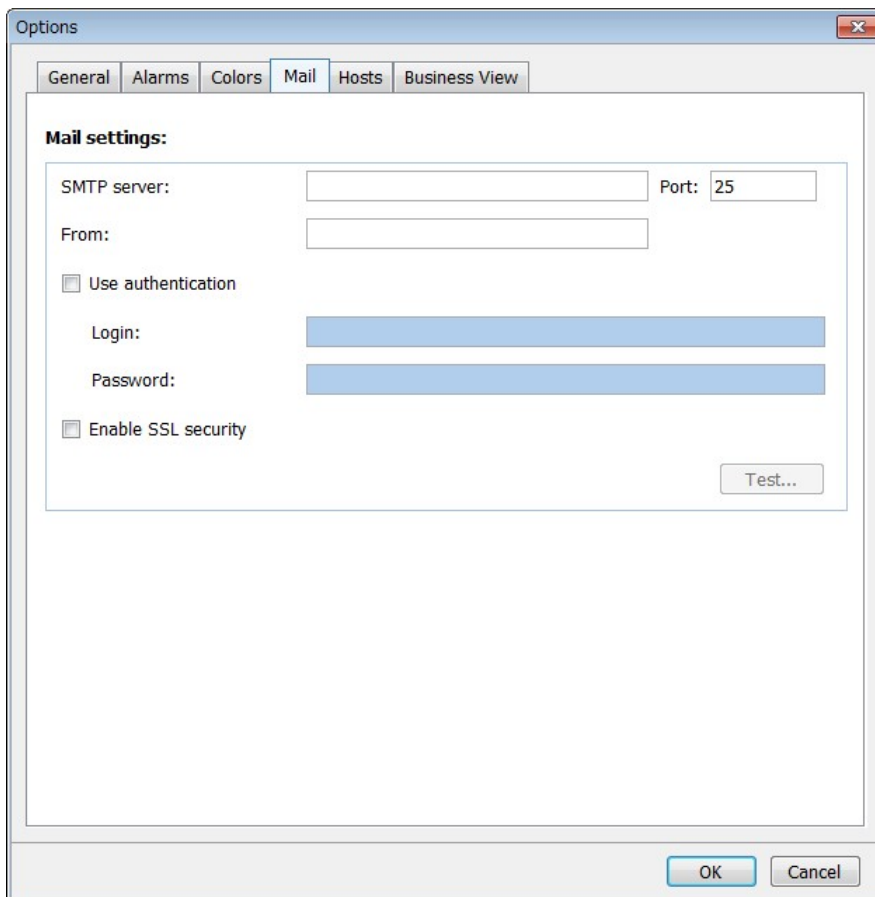 Options
General Alarms Colors Mail Hosts Business View
Mail settings:
SMTP server: Port: 25
From:
Use authentication
Login:
Password:
Enable SSL security
Test...
OK Cancel